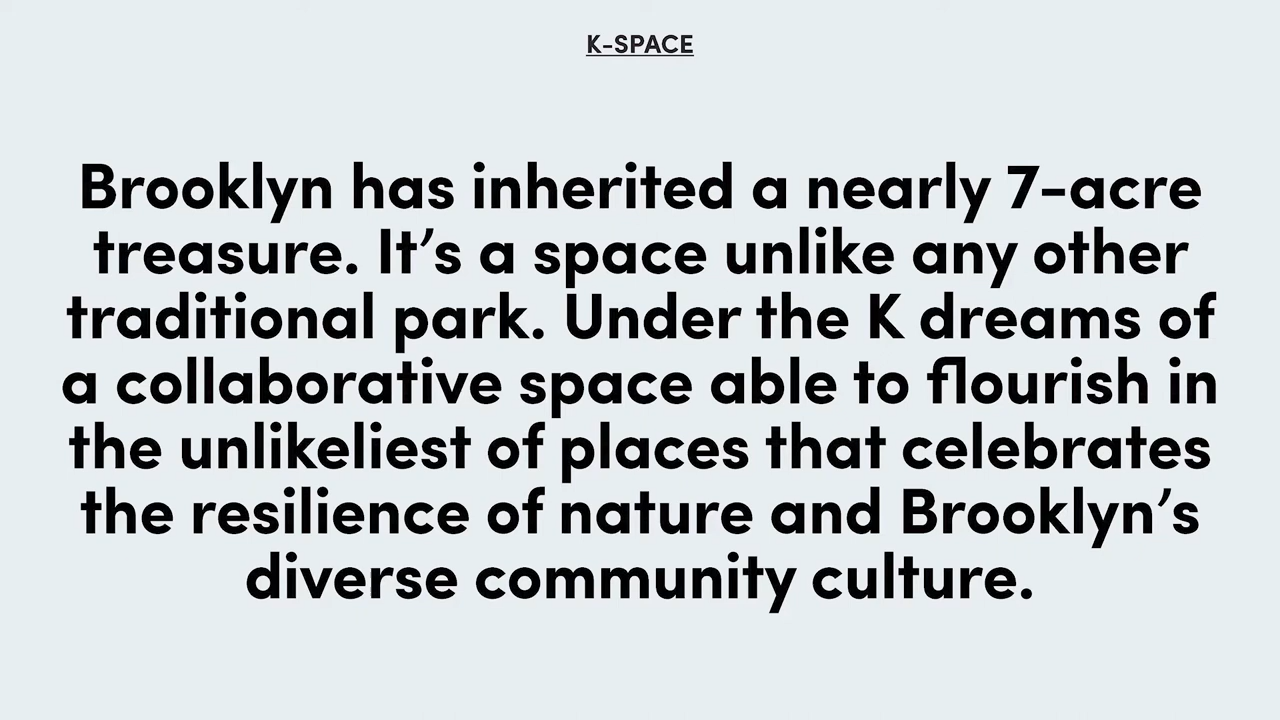 K-SPACE
Brooklyn has inherited a nearly 7-acre
treasure. It’s a space unlike any other
traditional park. Under the K dreams of
a collaborative space able to flourish in
the unlikeliest of places that celebrates
the resilience of nature and Brooklyn’s
diverse community culture.